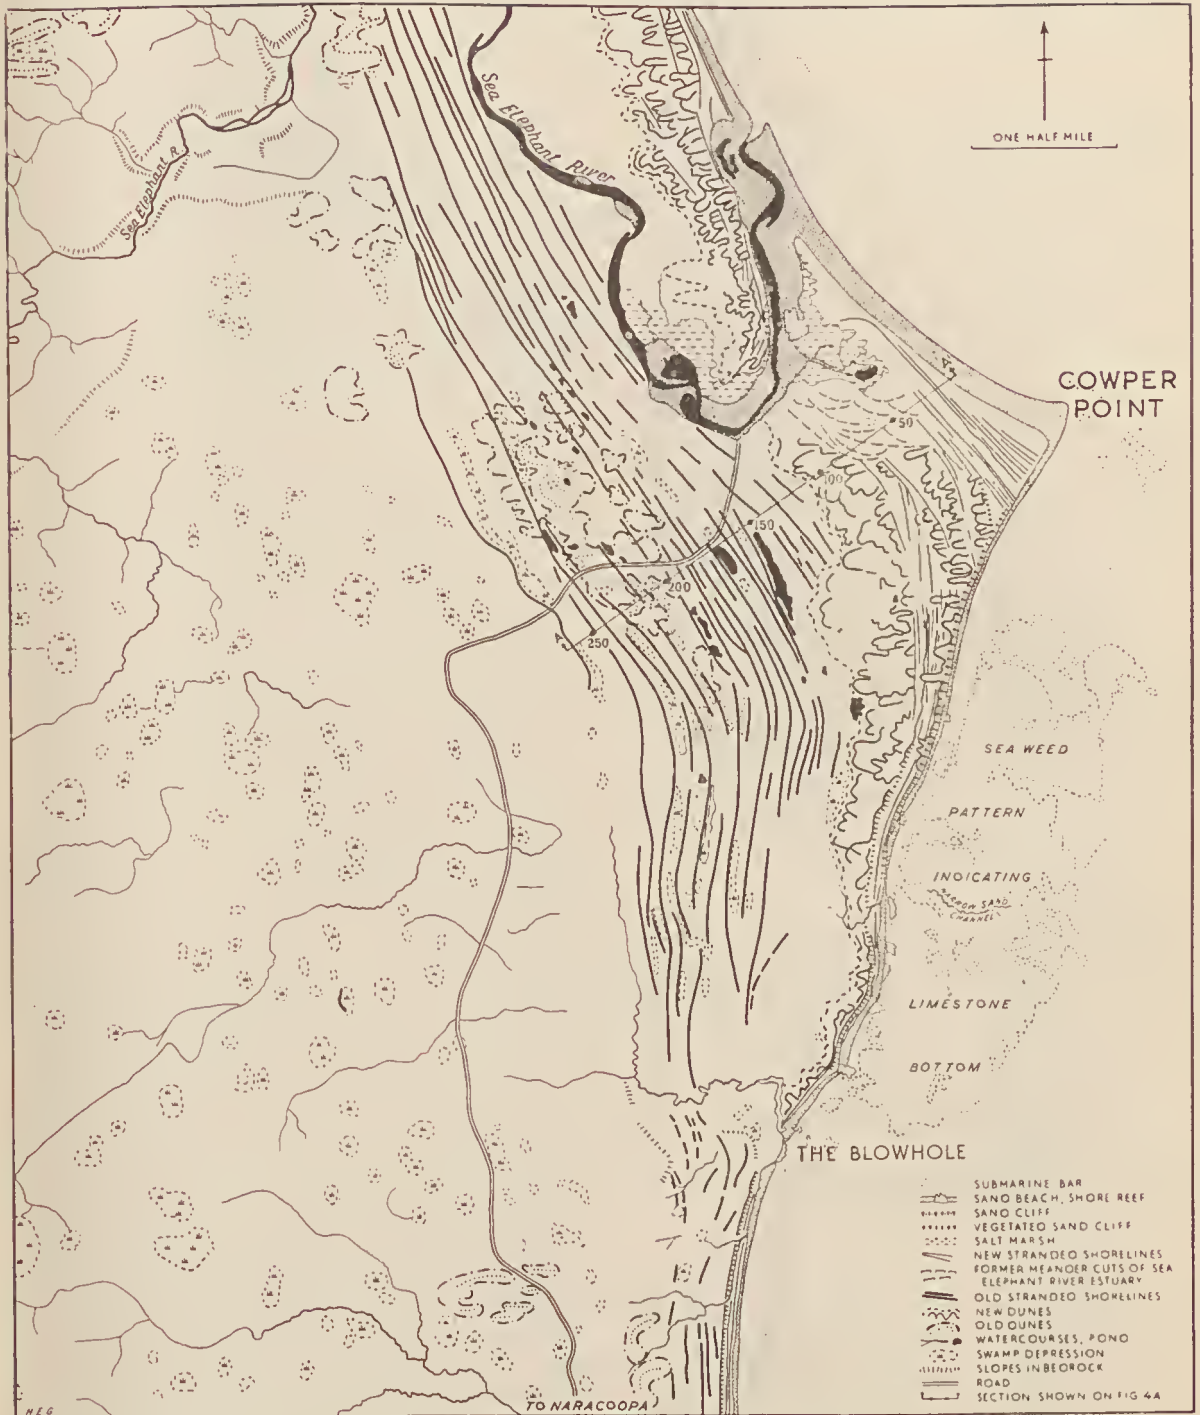 ONE HALF MILE
Sea Elephant River
Sea Elephant R.
COWPER
POINT
A
50
100
150
200
250
A
SEA WEED
PATTERN
INDICATING
NARROW SAND
CHANNEL
LIMESTONE
BOTTOM
THE BLOWHOLE
SUBMARINE BAR
SAND BEACH, SHORE REEF
SAND CLIFF
VEGETATED SAND CLIFF
SALT MARSH
NEW STRANDED SHORELINES
FORMER MEANDER CUTS OF SEA
ELEPHANT RIVER ESTUARY
OLD STRANDED SHORELINES
NEW DUNES
OLD DUNES
WATERCOURSES, POND
SWAMP DEPRESSION
SLOPES IN BEDROCK
ROAD
SECTION SHOWN ON FIG 4A
TO NARACOOPA
M.E.G